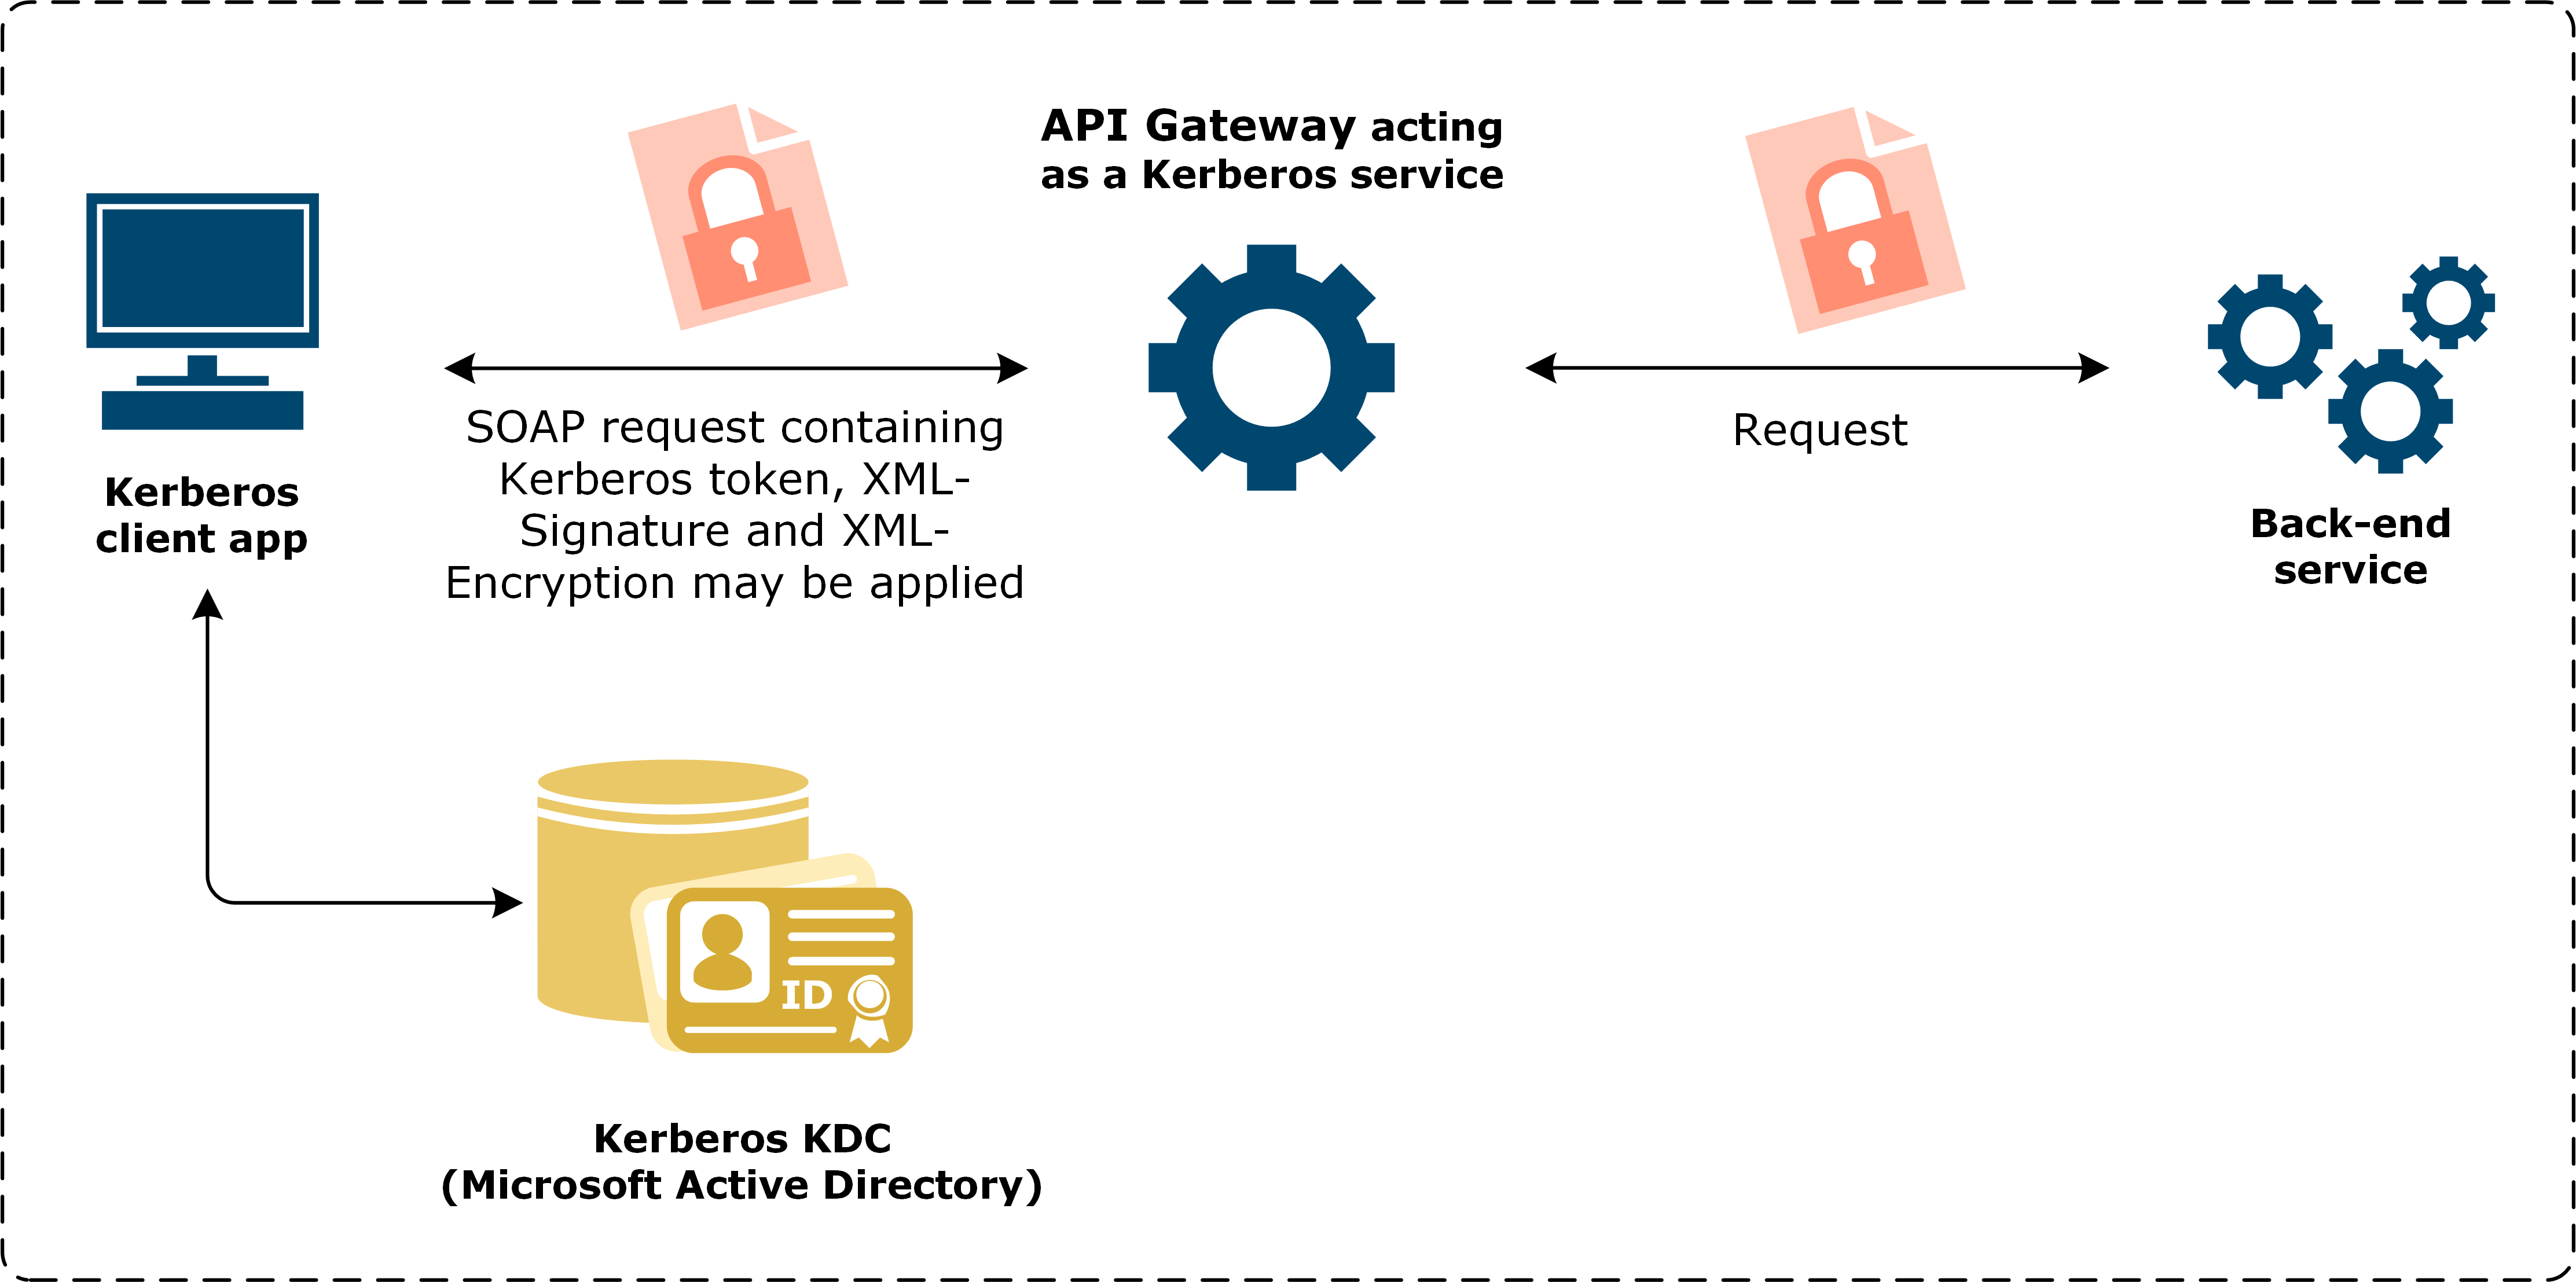 API Gateway acting
as a Kerberos service
SOAP request containing
Kerberos token, XML-
Signature and XML-
Encryption may be applied
Request
Kerberos
client app
Back-end
service
ID
Kerberos KDC
(Microsoft Active Directory)